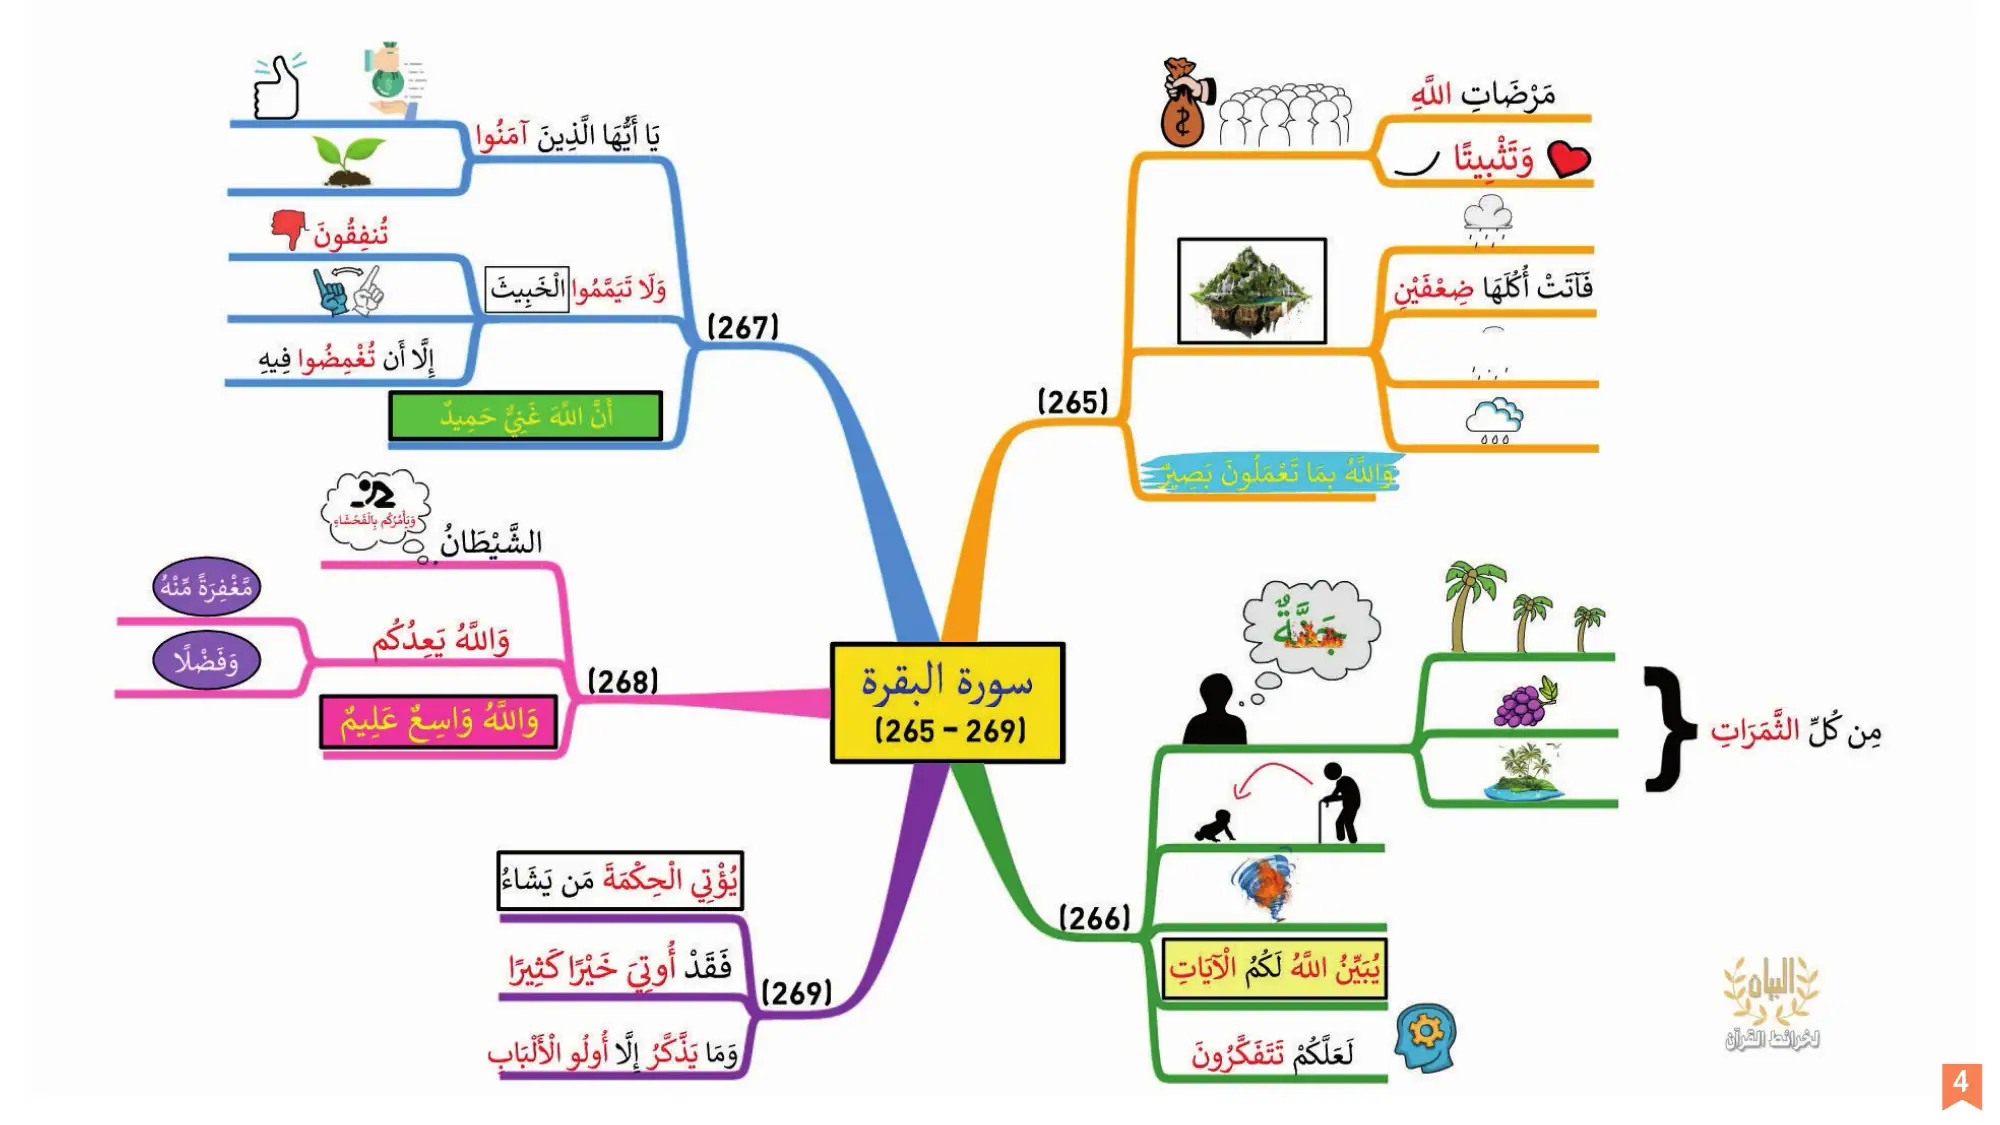 سورة البقرة
(265 - 269)
(265)
مَرْضَاتِ اللَّهِ
وَتَثْبِيتًا
فَآتَتْ أُكُلَهَا ضِعْفَيْنِ
وَاللَّهُ بِمَا تَعْمَلُونَ بَصِيرٌ
(266)
جَنَّةٌ
مِن كُلِّ الثَّمَرَاتِ
يُبَيِّنُ اللَّهُ لَكُمُ الْآيَاتِ
لَعَلَّكُمْ تَتَفَكَّرُونَ
(267)
يَا أَيُّهَا الَّذِينَ آمَنُوا
وَلَا تَيَمَّمُوا الْخَبِيثَ
تُنفِقُونَ
إِلَّا أَن تُغْمِضُوا فِيهِ
أَنَّ اللَّهَ غَنِيٌّ حَمِيدٌ
(268)
الشَّيْطَانُ
وَيَأْمُرُكُم بِالْفَحْشَاءِ
وَاللَّهُ يَعِدُكُم
مَّغْفِرَةً مِّنْهُ
وَفَضْلًا
وَاللَّهُ وَاسِعٌ عَلِيمٌ
(269)
يُؤْتِي الْحِكْمَةَ مَن يَشَاءُ
فَقَدْ أُوتِيَ خَيْرًا كَثِيرًا
وَمَا يَذَّكَّرُ إِلَّا أُولُو الْأَلْبَابِ
البيان
لخرائط القرآن
4